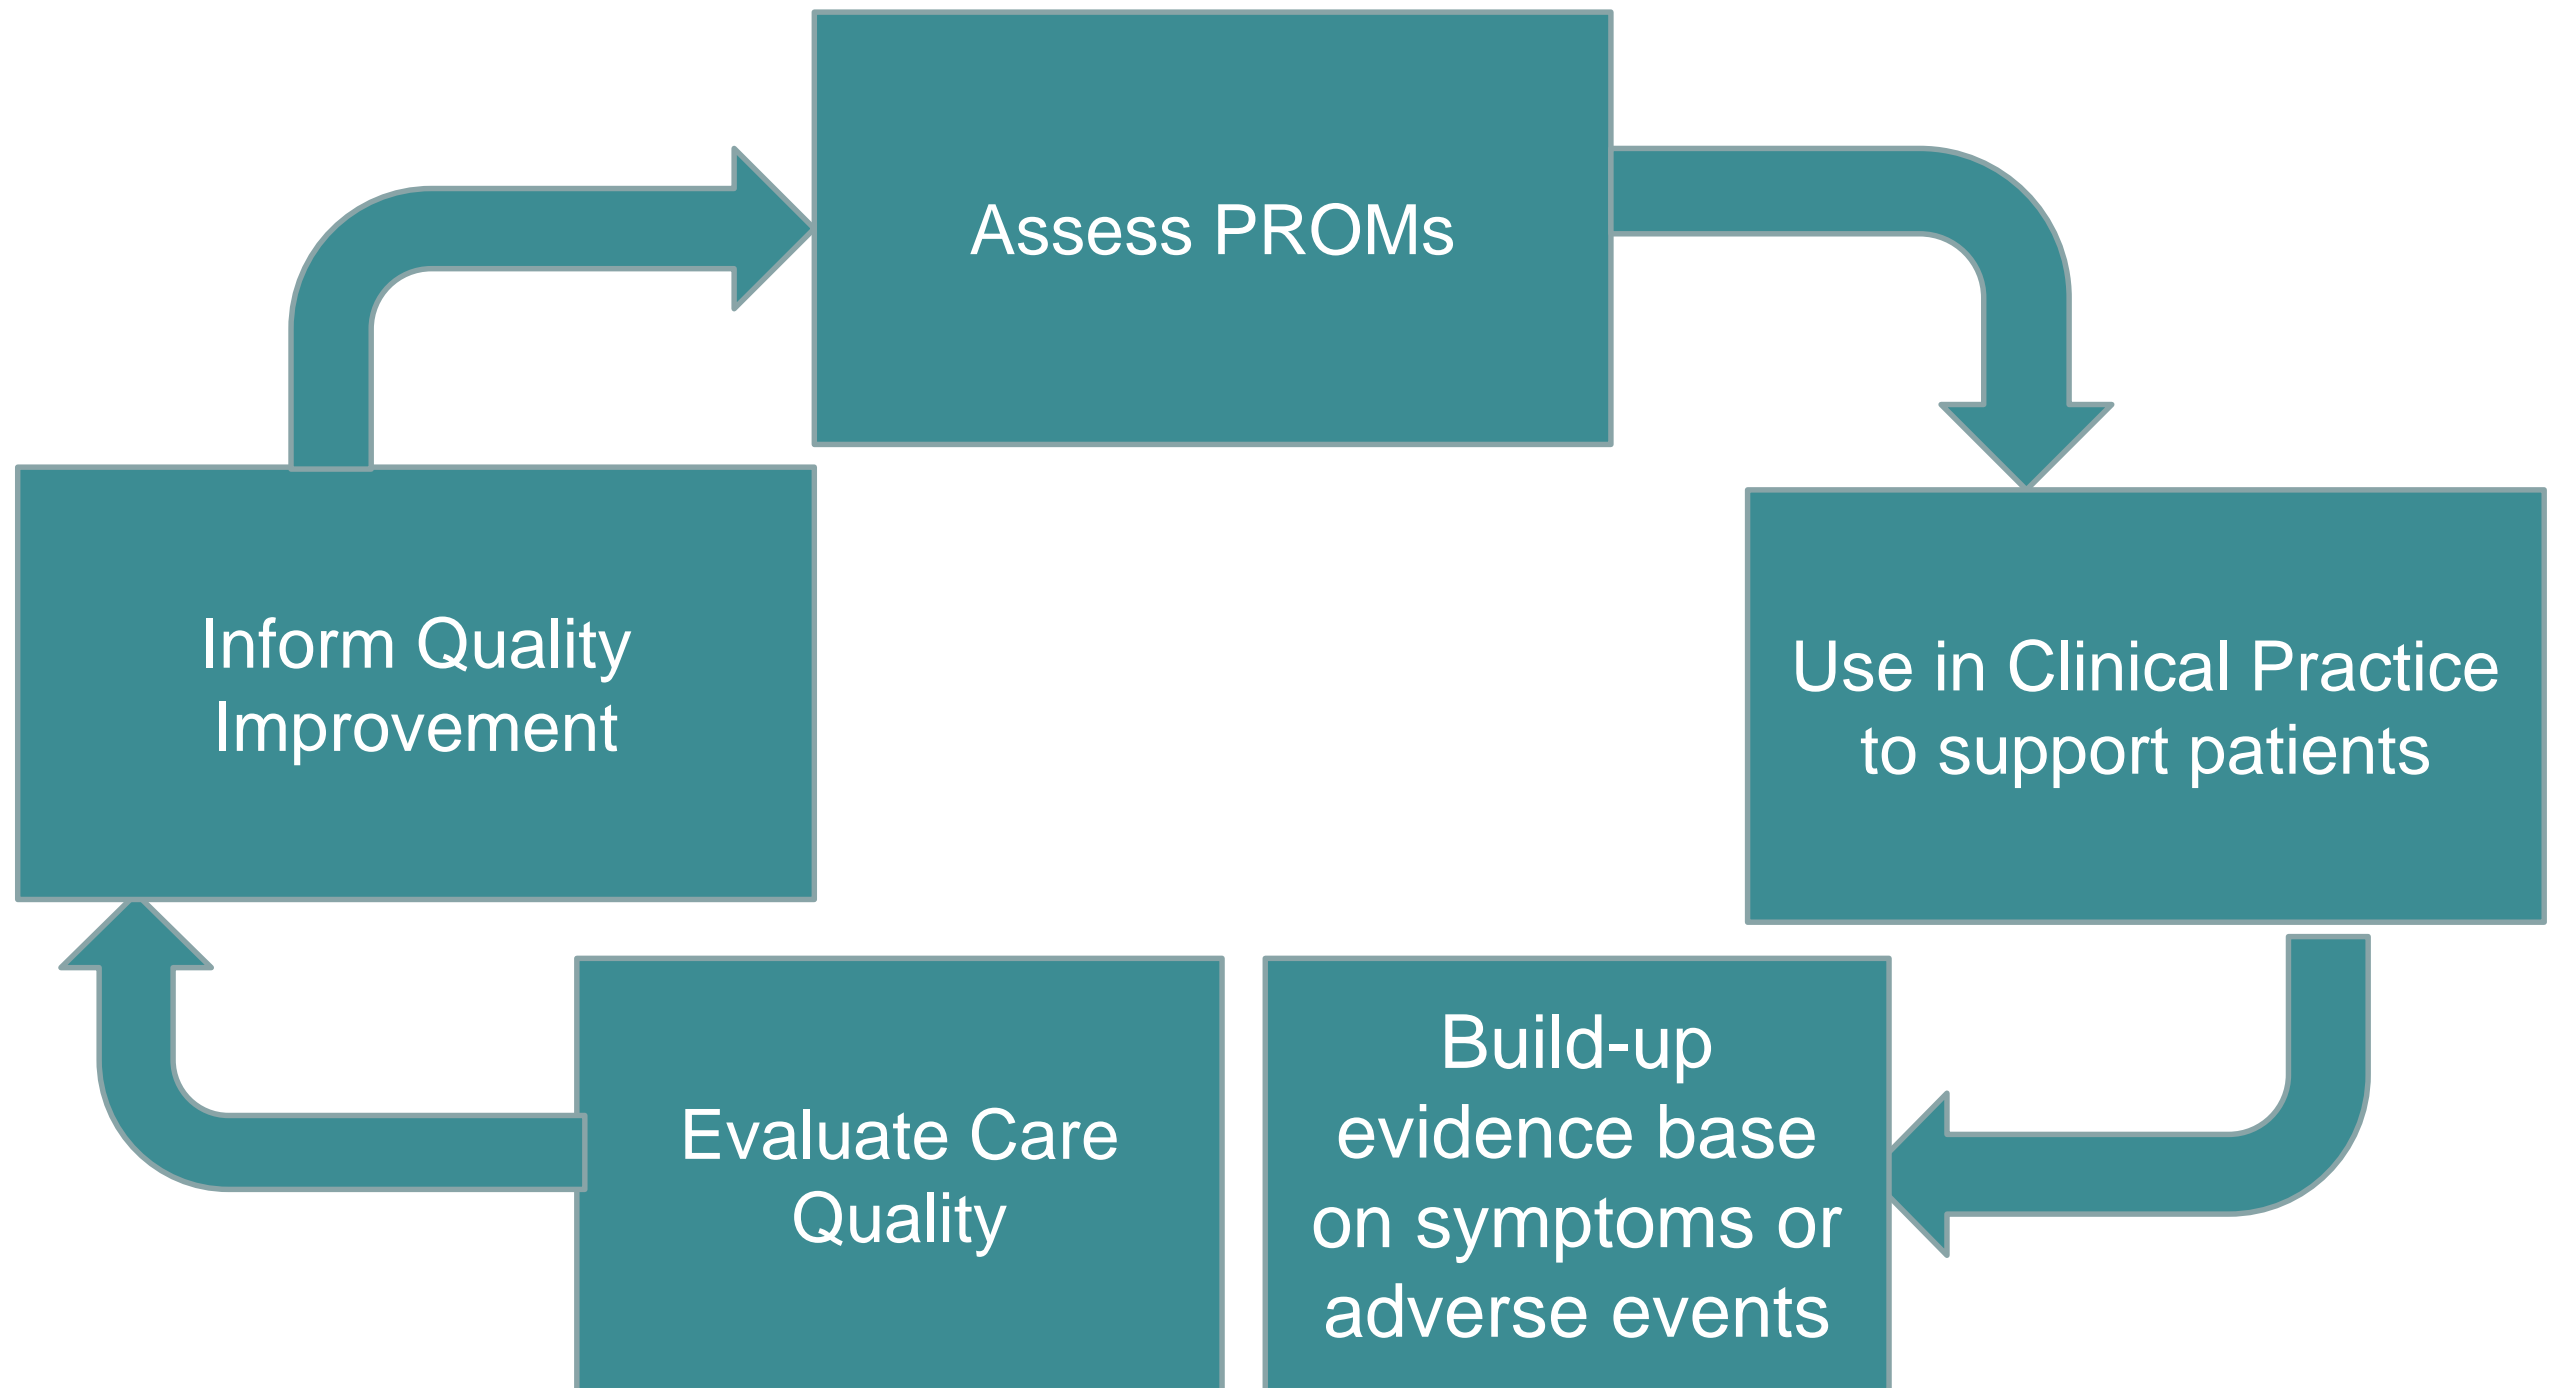 Assess PROMs
Use in Clinical Practice
to support patients
Build-up
evidence base
on symptoms or
adverse events
Evaluate Care
Quality
Inform Quality
Improvement